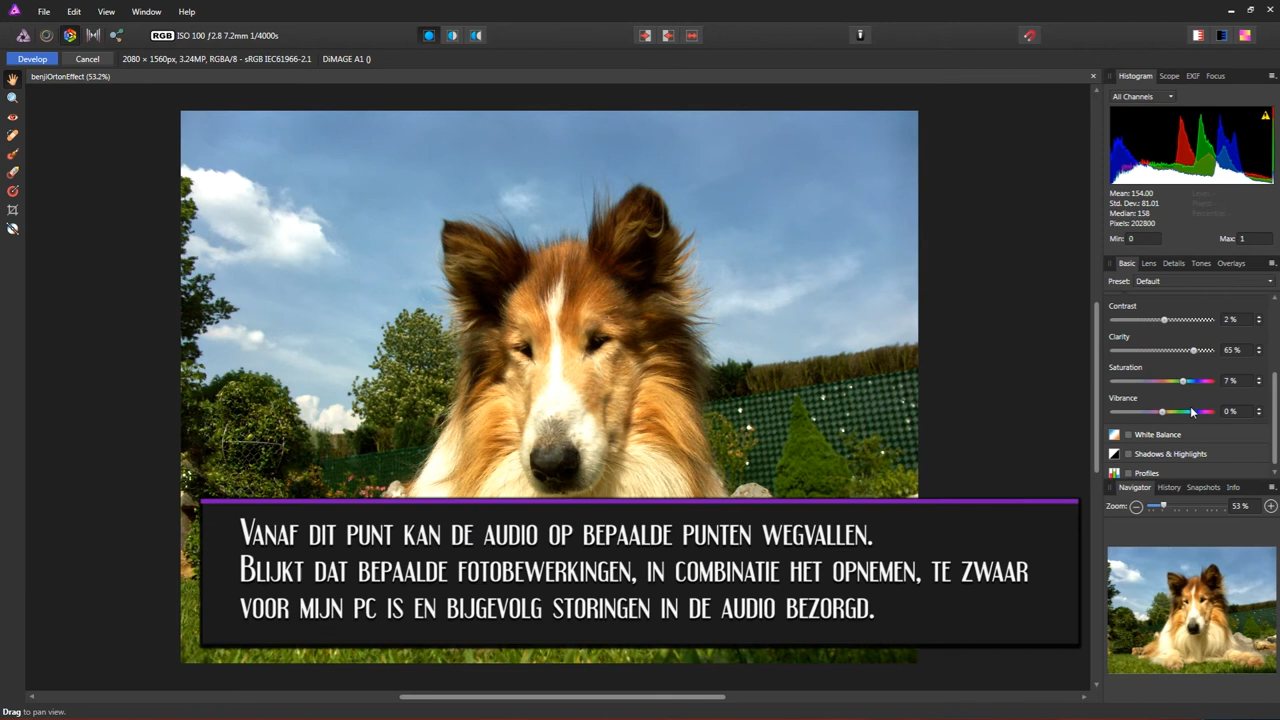 File Edit View Window Help
RGB ISO 100 ƒ/2.8 7.2mm 1/4000s
Develop Cancel 2080 × 1560px, 3.24MP, RGBA/8 - sRGB IEC61966-2.1 DiMAGE A1 ()
benjiOrtonEffect (53.2%)
Histogram Scope EXIF Focus
All Channels
Mean: 154.00
Std. Dev.: 81.01
Median: 158
Pixels: 202800
Min: 0 Max: 1
Basic Lens Details Tones Overlays
Preset: Default
Contrast
2 %
Clarity
65 %
Saturation
7 %
Vibrance
0 %
White Balance
Shadows & Highlights
Profiles
Navigator History Snapshots Info
Zoom: 53 %
Vanaf dit punt kan de audio op bepaalde punten wegvallen.
Blijkt dat bepaalde fotobewerkingen, in combinatie het opnemen, te zwaar
voor mijn pc is en bijgevolg storingen in de audio bezorgd.
Drag to pan view.